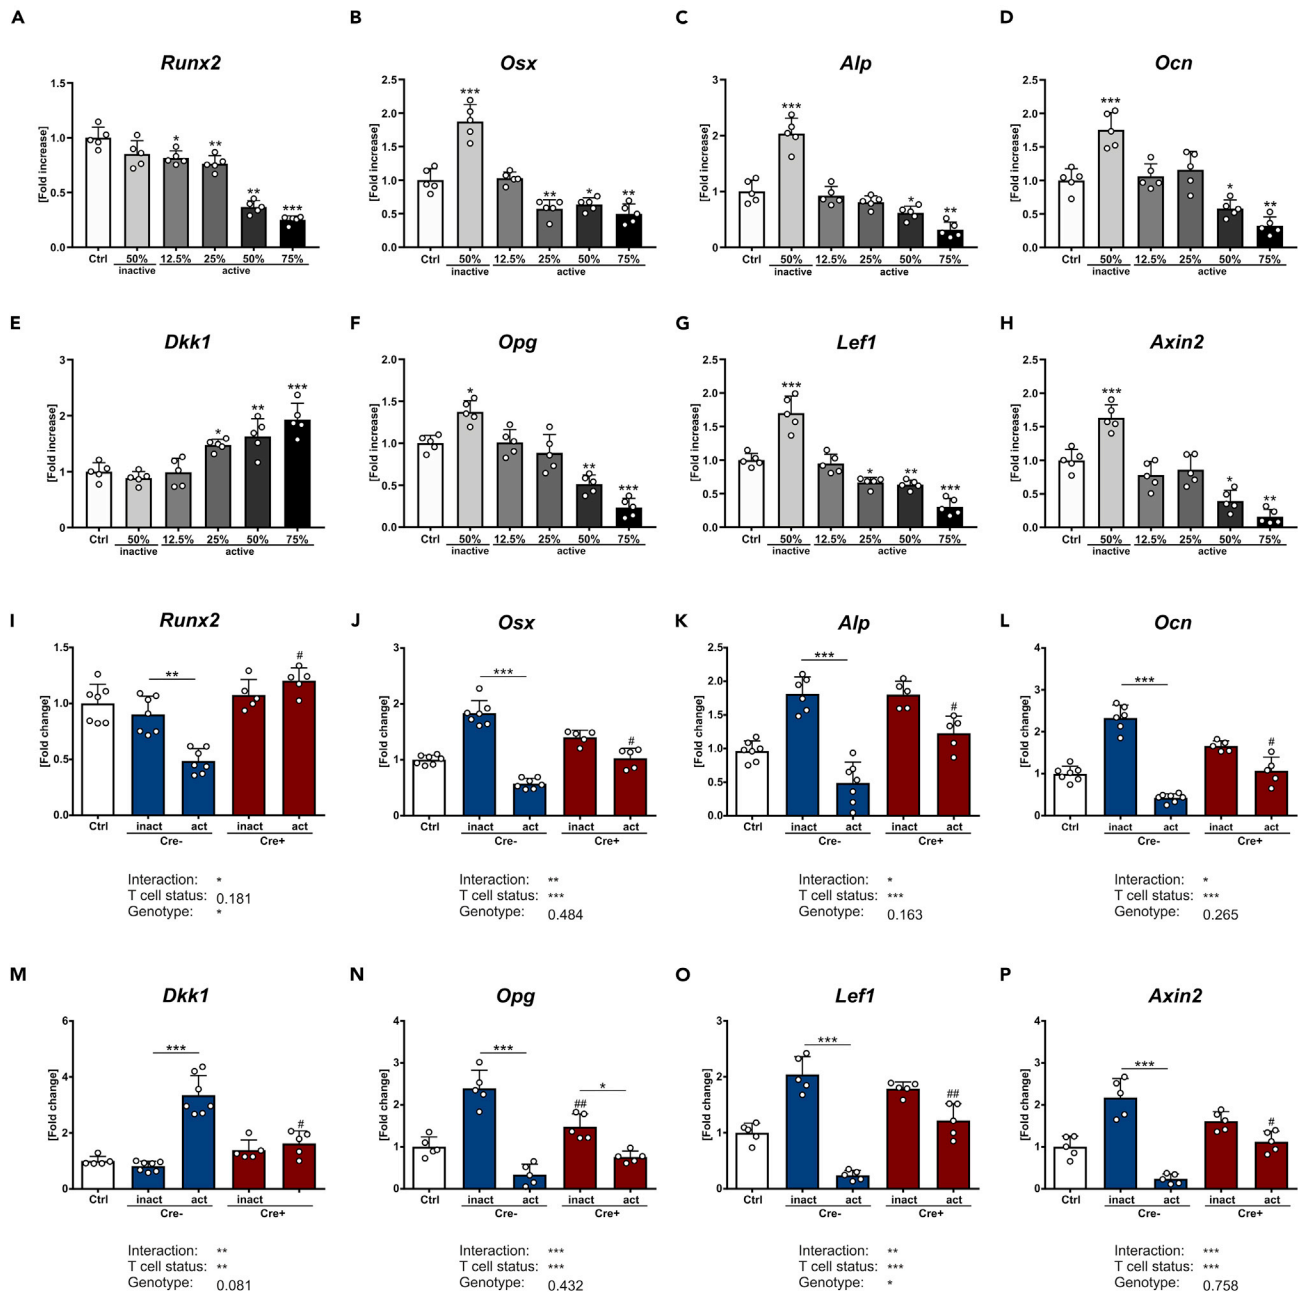 A
Runx2
[Fold increase]
1.5
1.0
0.5
0.0
*
**
**
***
Ctrl 50% 12.5% 25% 50% 75%
inactive active
B
Osx
[Fold increase]
2.5
2.0
1.5
1.0
0.5
0.0
***
**
*
**
Ctrl 50% 12.5% 25% 50% 75%
inactive active
C
Alp
[Fold increase]
3
2
1
0
***
*
**
Ctrl 50% 12.5% 25% 50% 75%
inactive active
D
Ocn
[Fold increase]
2.5
2.0
1.5
1.0
0.5
0.0
***
*
**
Ctrl 50% 12.5% 25% 50% 75%
inactive active
E
Dkk1
[Fold increase]
3
2
1
0
*
**
***
Ctrl 50% 12.5% 25% 50% 75%
inactive active
F
Opg
[Fold increase]
2.0
1.5
1.0
0.5
0.0
*
**
***
Ctrl 50% 12.5% 25% 50% 75%
inactive active
G
Lef1
[Fold increase]
2.5
2.0
1.5
1.0
0.5
0.0
***
*
**
***
Ctrl 50% 12.5% 25% 50% 75%
inactive active
H
Axin2
[Fold increase]
2.5
2.0
1.5
1.0
0.5
0.0
***
*
**
Ctrl 50% 12.5% 25% 50% 75%
inactive active
I
Runx2
[Fold change]
1.5
1.0
0.5
0.0
**
#
Ctrl inact act inact act
Cre- Cre+
Interaction: *
T cell status: 0.181
Genotype: *
J
Osx
[Fold change]
3
2
1
0
***
#
Ctrl inact act inact act
Cre- Cre+
Interaction: **
T cell status: ***
Genotype: 0.484
K
Alp
[Fold change]
2.5
2.0
1.5
1.0
0.5
0.0
***
#
Ctrl inact act inact act
Cre- Cre+
Interaction: *
T cell status: ***
Genotype: 0.163
L
Ocn
[Fold change]
4
3
2
1
0
***
#
Ctrl inact act inact act
Cre- Cre+
Interaction: *
T cell status: ***
Genotype: 0.265
M
Dkk1
[Fold change]
6
4
2
0
***
#
Ctrl inact act inact act
Cre- Cre+
Interaction: **
T cell status: **
Genotype: 0.081
N
Opg
[Fold change]
4
3
2
1
0
***
##
*
Ctrl inact act inact act
Cre- Cre+
Interaction: ***
T cell status: ***
Genotype: 0.432
O
Lef1
[Fold change]
3
2
1
0
***
##
Ctrl inact act inact act
Cre- Cre+
Interaction: **
T cell status: ***
Genotype: *
P
Axin2
[Fold change]
4
3
2
1
0
***
#
Ctrl inact act inact act
Cre- Cre+
Interaction: ***
T cell status: ***
Genotype: 0.758